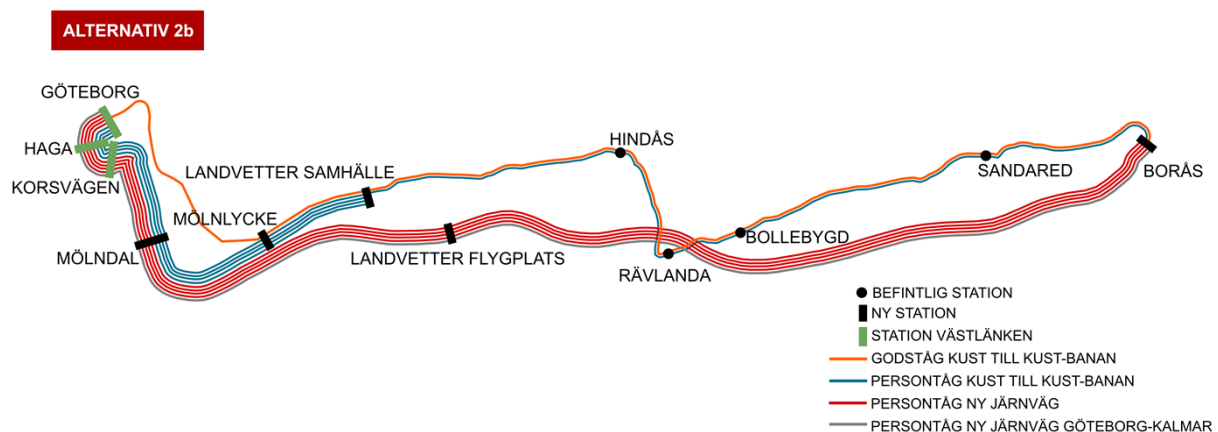 ALTERNATIV 2b
GÖTEBORG
HAGA
KORSVÄGEN
MÖLNDAL
MÖLNLYCKE
LANDVETTER SAMHÄLLE
LANDVETTER FLYGPLATS
HINDÅS
RÄVLANDA
BOLLEBYGD
SANDARED
BORÅS
BEFINTLIG STATION
NY STATION
STATION VÄSTLÄNKEN
GODSTÅG KUST TILL KUST-BANAN
PERSONTÅG KUST TILL KUST-BANAN
PERSONTÅG NY JÄRNVÄG
PERSONTÅG NY JÄRNVÄG GÖTEBORG-KALMAR